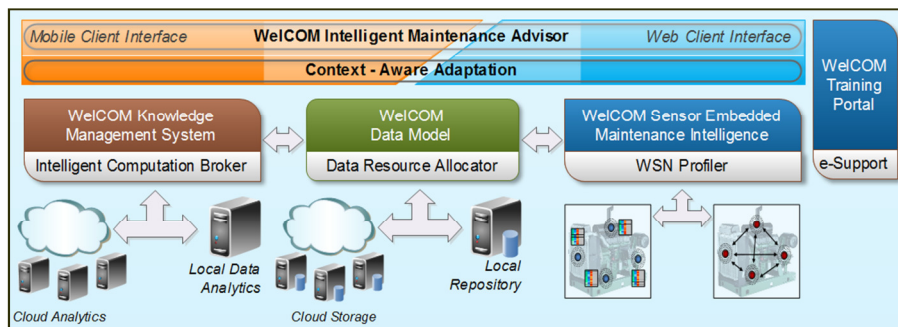 Mobile Client Interface
WelCOM Intelligent Maintenance Advisor
Web Client Interface
Context - Aware Adaptation
WelCOM
Training
Portal
e-Support
WelCOM Knowledge
Management System
Intelligent Computation Broker
WelCOM
Data Model
Data Resource Allocator
WelCOM Sensor Embedded
Maintenance Intelligence
WSN Profiler
Local Data
Analytics
Cloud Analytics
Local
Repository
Cloud Storage